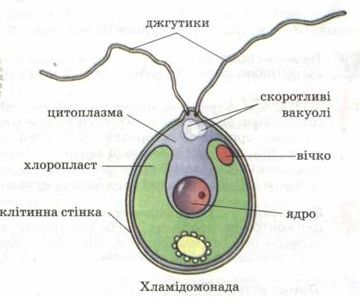 джгутики
цитоплазма
скоротливі
вакуолі
хлоропласт
вічко
клітинна стінка
ядро
Хламідомонада